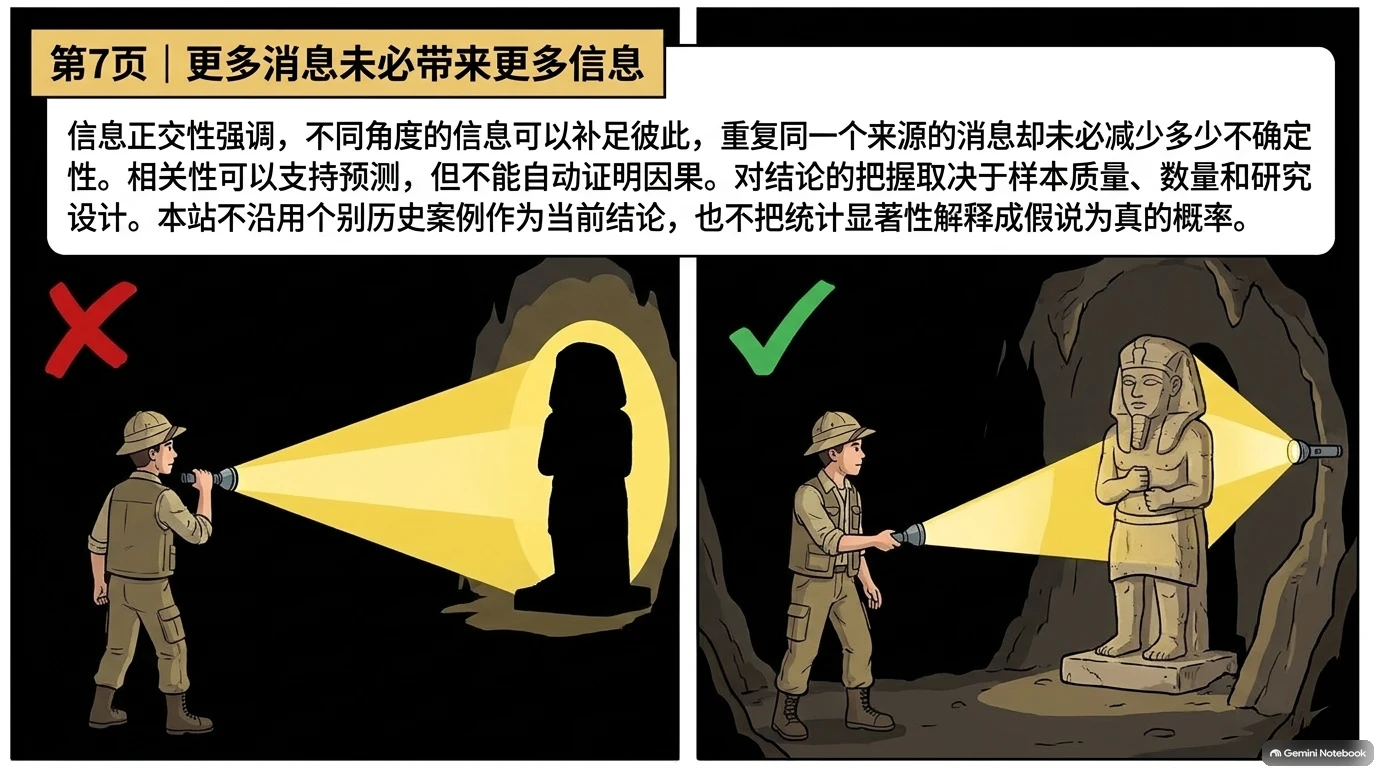 第7页｜更多消息未必带来更多信息
信息正交性强调，不同角度的信息可以补足彼此，重复同一个来源的消息却未必减少多少不确定
性。相关性可以支持预测，但不能自动证明因果。对结论的把握取决于样本质量、数量和研究
设计。本站不沿用个别历史案例作为当前结论，也不把统计显著性解释成假说为真的概率。
Gemini Notebook